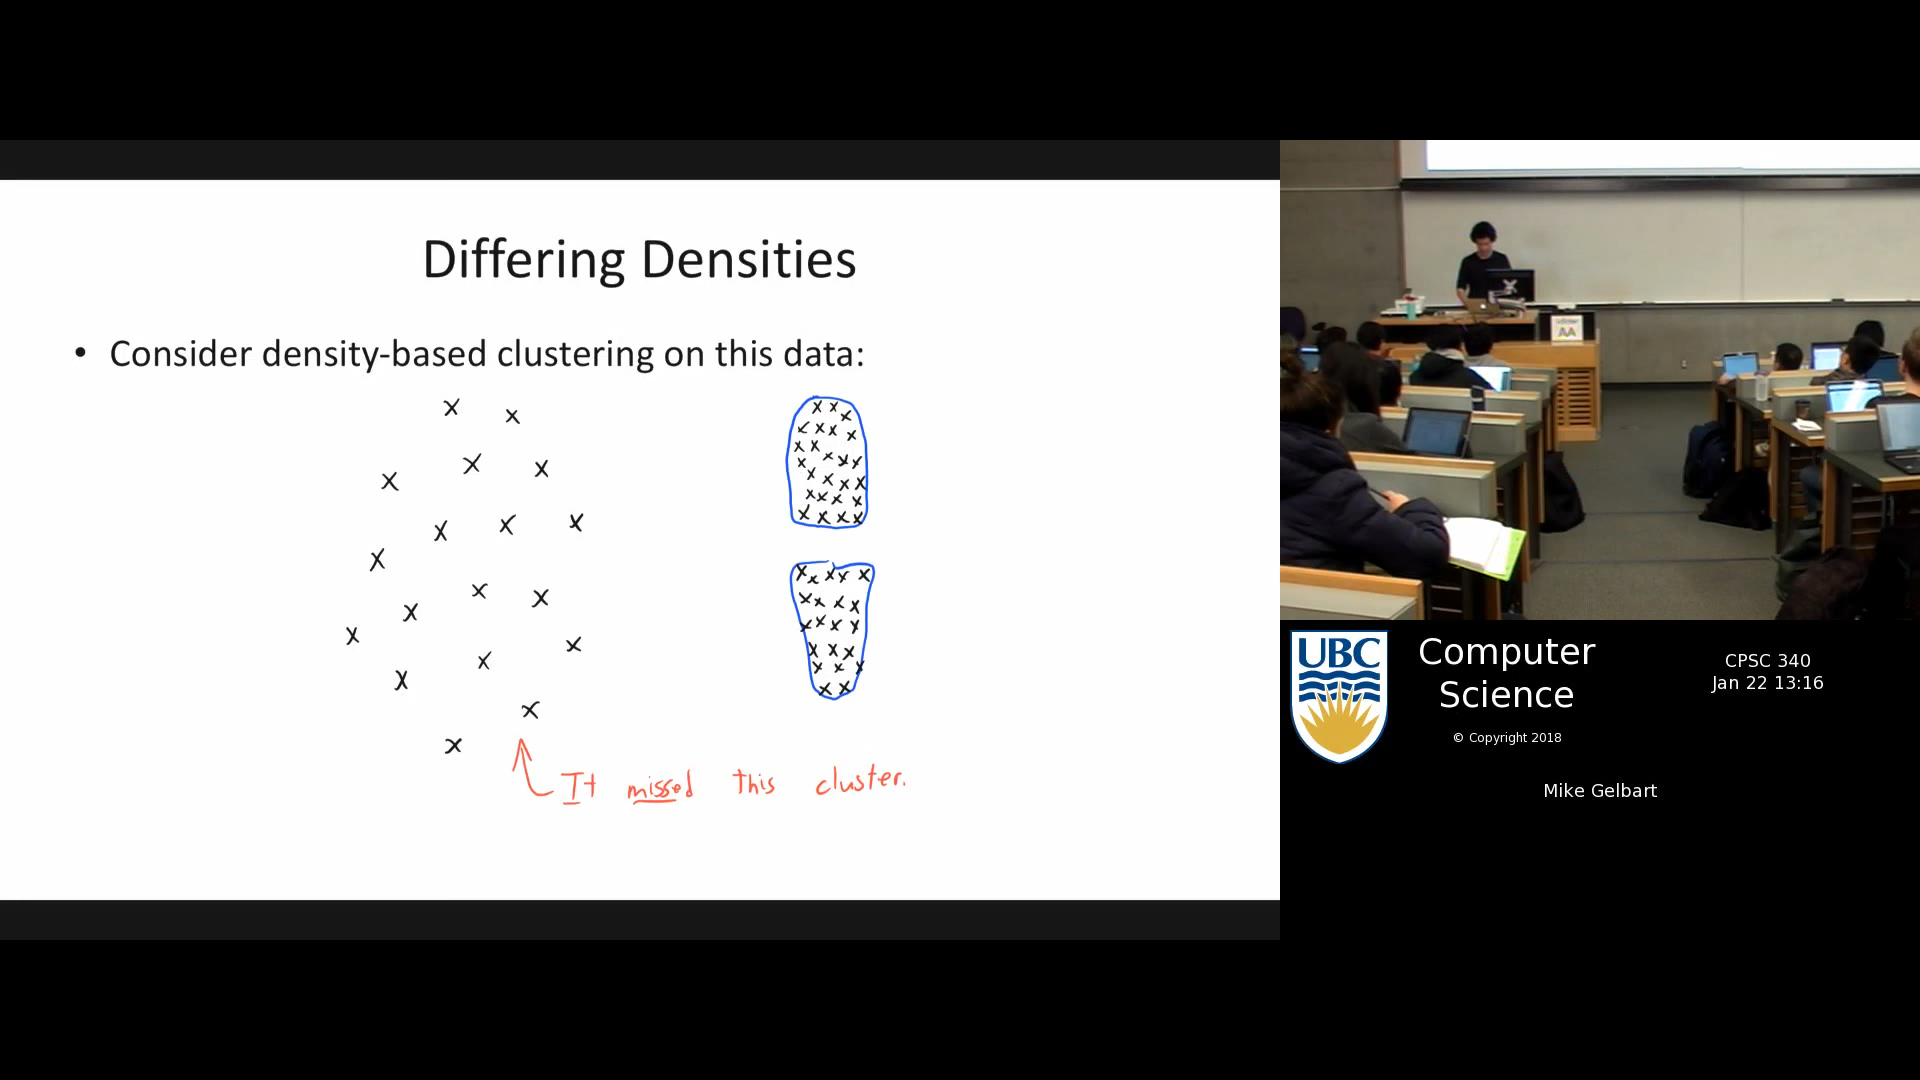 Differing Densities
• Consider density-based clustering on this data:
It missed this cluster.
UBC
Computer
Science
© Copyright 2018
CPSC 340
Jan 22 13:16
Mike Gelbart